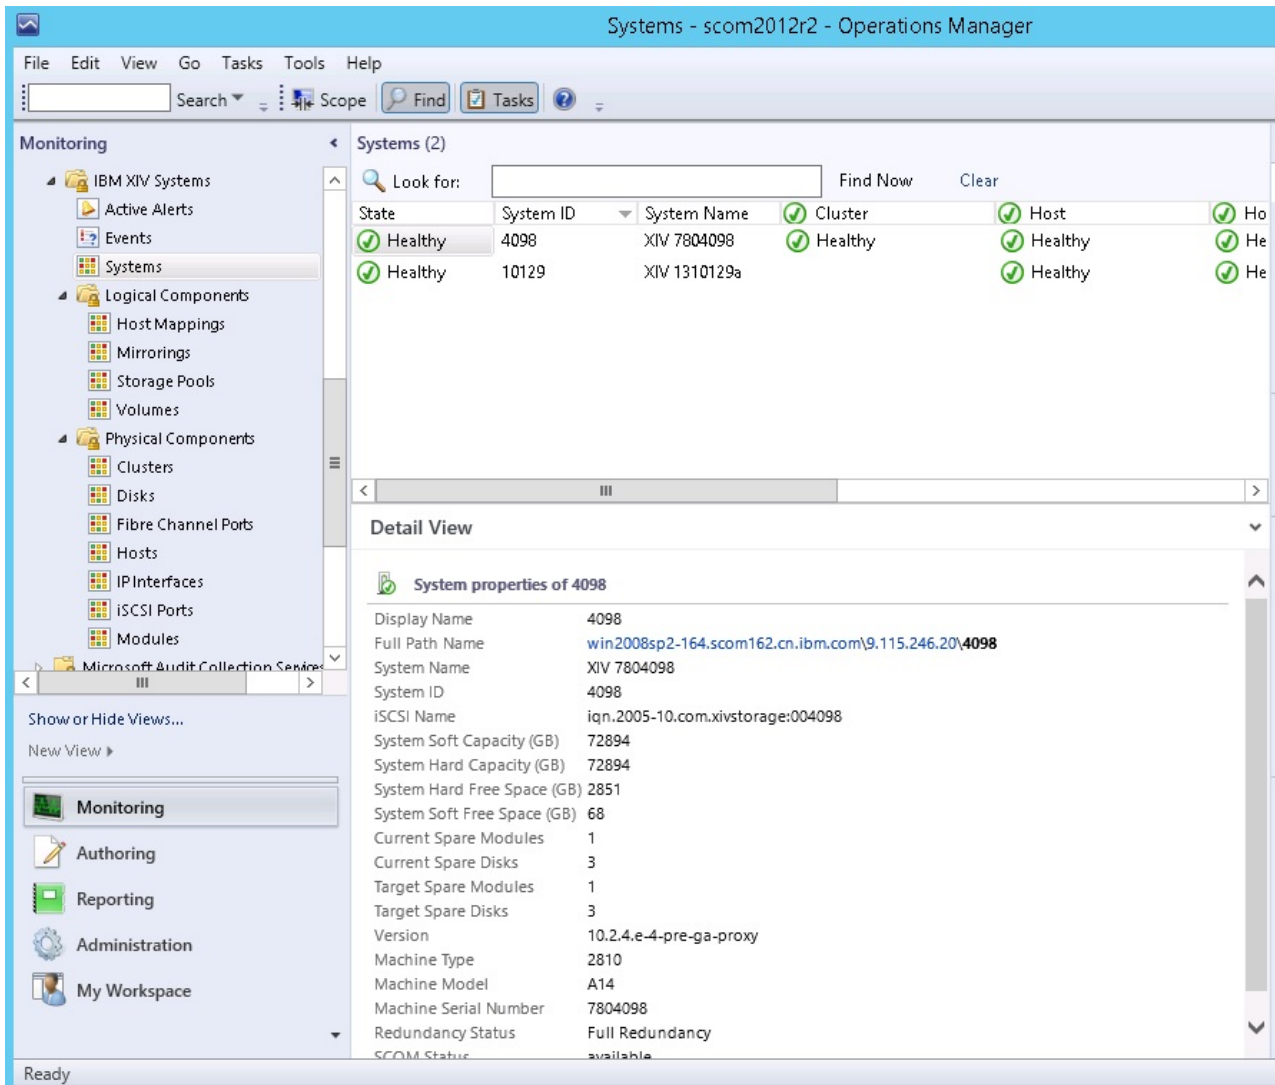 Systems - scom2012r2 - Operations Manager
File Edit View Go Tasks Tools Help
Search Scope Find Tasks
Monitoring
IBM XIV Systems
Active Alerts
Events
Systems
Logical Components
Host Mappings
Mirrorings
Storage Pools
Volumes
Physical Components
Clusters
Disks
Fibre Channel Ports
Hosts
IP Interfaces
iSCSI Ports
Modules
Microsoft Audit Collection Services
Show or Hide Views...
New View
Monitoring
Authoring
Reporting
Administration
My Workspace
Systems (2)
Look for: Find Now Clear
State System ID System Name Cluster Host Ho
Healthy 4098 XIV 7804098 Healthy Healthy He
Healthy 10129 XIV 1310129a Healthy He
Detail View
System properties of 4098
Display Name 4098
Full Path Name win2008sp2-164.scom162.cn.ibm.com\9.115.246.20\4098
System Name XIV 7804098
System ID 4098
iSCSI Name iqn.2005-10.com.xivstorage:004098
System Soft Capacity (GB) 72894
System Hard Capacity (GB) 72894
System Hard Free Space (GB) 2851
System Soft Free Space (GB) 68
Current Spare Modules 1
Current Spare Disks 3
Target Spare Modules 1
Target Spare Disks 3
Version 10.2.4.e-4-pre-ga-proxy
Machine Type 2810
Machine Model A14
Machine Serial Number 7804098
Redundancy Status Full Redundancy
SCOM Status available
Ready